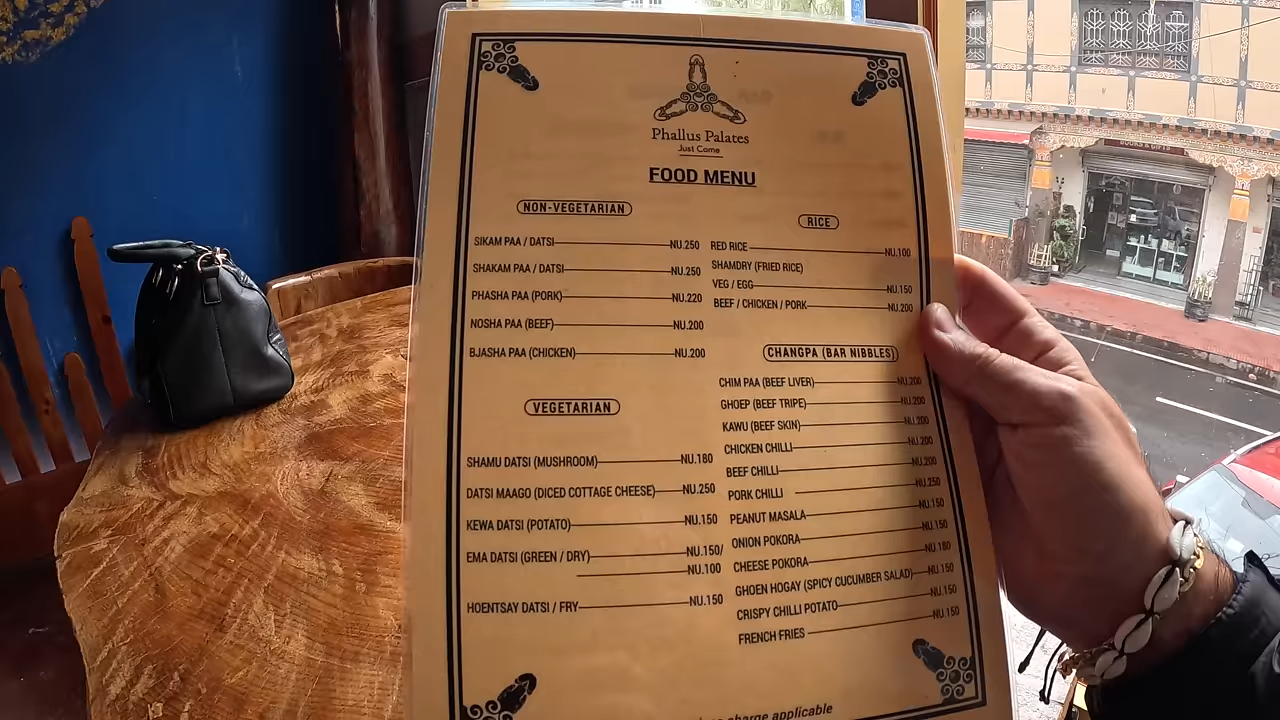 Phallus Palates
Just Come
FOOD MENU
NON-VEGETARIAN
SIKAM PAA / DATSI NU.250
SHAKAM PAA / DATSI NU.250
PHASHA PAA (PORK) NU.220
NOSHA PAA (BEEF) NU.200
BJASHA PAA (CHICKEN) NU.200
VEGETARIAN
SHAMU DATSI (MUSHROOM) NU.180
DATSI MAAGO (DICED COTTAGE CHEESE) NU.250
KEWA DATSI (POTATO) NU.150
EMA DATSI (GREEN / DRY) NU.150/
NU.100
HOENTSAY DATSI / FRY NU.150
RICE
RED RICE NU.100
SHAMDRY (FRIED RICE)
VEG / EGG NU.150
BEEF / CHICKEN / PORK NU.200
CHANGPA (BAR NIBBLES)
CHIM PAA (BEEF LIVER) NU.200
GHOEP (BEEF TRIPE) NU.200
KAWU (BEEF SKIN) NU.200
CHICKEN CHILLI NU.200
BEEF CHILLI NU.200
PORK CHILLI NU.250
PEANUT MASALA NU.150
ONION POKORA NU.150
CHEESE POKORA NU.180
GHOEN HOGAY (SPICY CUCUMBER SALAD) NU.150
CRISPY CHILLI POTATO NU.150
FRENCH FRIES NU.150
charge applicable
BOOKS & GIFTS